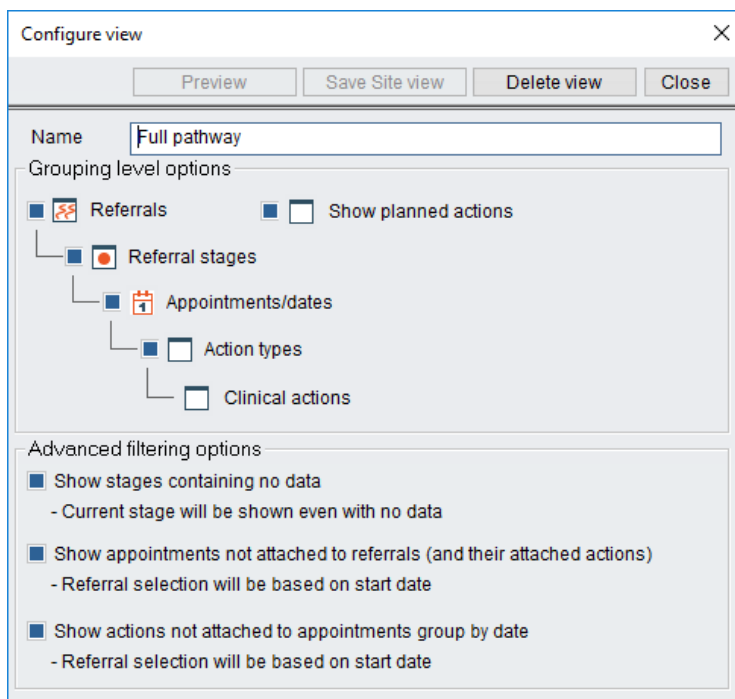 Configure view
Preview Save Site view Delete view Close
Name Full pathway
Grouping level options
Referrals Show planned actions
Referral stages
1 Appointments/dates
Action types
Clinical actions
Advanced filtering options
Show stages containing no data
- Current stage will be shown even with no data
Show appointments not attached to referrals (and their attached actions)
- Referral selection will be based on start date
Show actions not attached to appointments group by date
- Referral selection will be based on start date